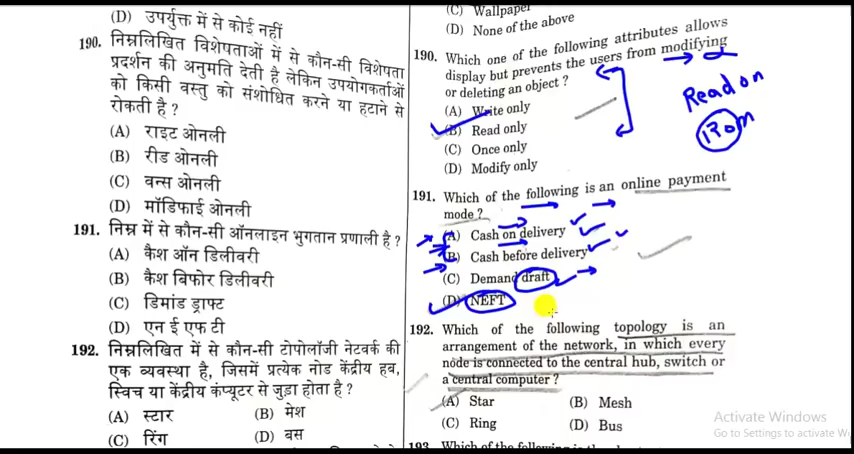 (D) उपर्युक्त में से कोई नहीं
190. निम्नलिखित विशेषताओं में से कौन-सी विशेषता
प्रदर्शन की अनुमति देती है लेकिन उपयोगकर्ताओं
को किसी वस्तु को संशोधित करने या हटाने से
रोकती है ?
(A) राइट ओनली
(B) रीड ओनली
(C) वन्स ओनली
(D) मॉडिफाई ओनली
191. निम्न में से कौन-सी ऑनलाइन भुगतान प्रणाली है ?
(A) कैश ऑन डिलीवरी
(B) कैश बिफोर डिलीवरी
(C) डिमांड ड्राफ्ट
(D) एन ई एफ टी
192. निम्नलिखित में से कौन-सी टोपोलॉजी नेटवर्क की
एक व्यवस्था है, जिसमें प्रत्येक नोड केंद्रीय हब,
स्विच या केंद्रीय कंप्यूटर से जुड़ा होता है ?
(A) स्टार (B) मेश
(C) रिंग (D) बस
(C) Wallpaper
(D) None of the above
190. Which one of the following attributes allows
display but prevents the users from modifying
or deleting an object ?
(A) Write only
(B) Read only
(C) Once only
(D) Modify only
Read on
Rom
191. Which of the following is an online payment
mode ?
(A) Cash on delivery
(B) Cash before delivery
(C) Demand draft
(D) NEFT
192. Which of the following topology is an
arrangement of the network, in which every
node is connected to the central hub, switch or
a central computer ?
(A) Star (B) Mesh
(C) Ring (D) Bus
193. Which of the following
Activate Windows
Go to Settings to activate